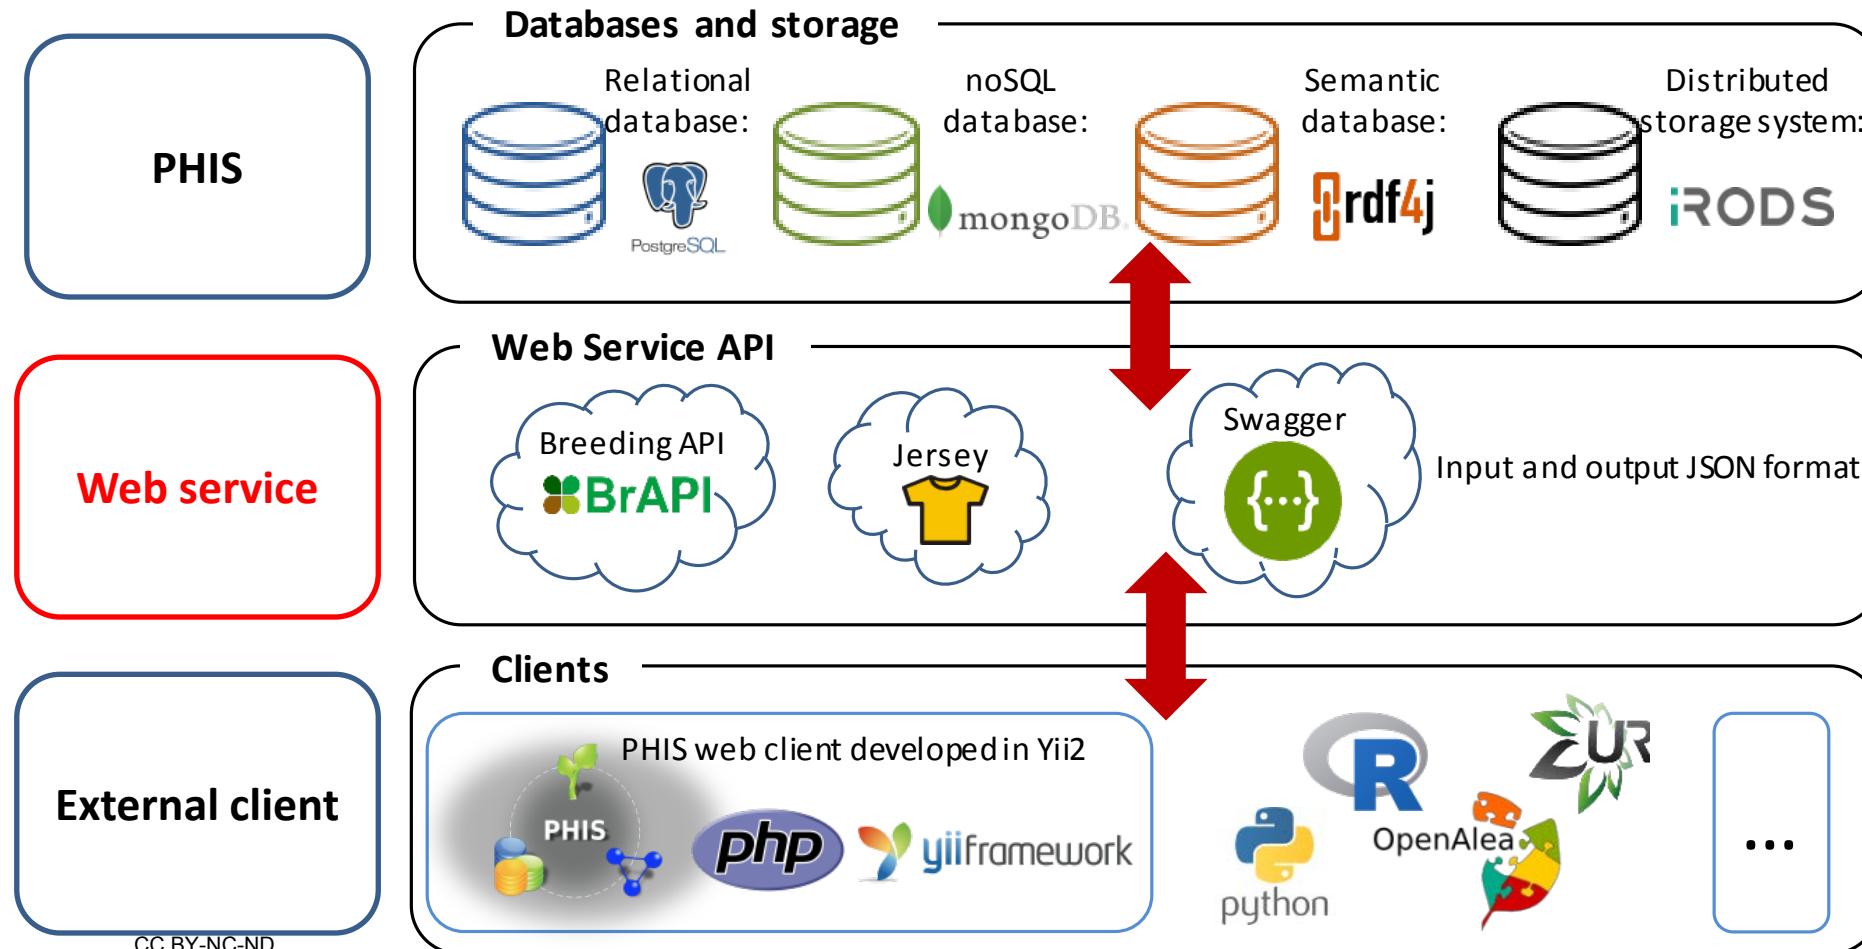 Databases and storage
PHIS
Relational
database:
PostgreSQL
noSQL
database:
mongoDB.
Semantic
database:
rdf4j
Distributed
storage system:
iRODS
Web service
Web Service API
Breeding API
BrAPI
Jersey
Swagger
{...}
Input and output JSON format
External client
Clients
PHIS web client developed in Yii2
PHIS
php
yiiframework
python
R
OpenAlea
...
CC BY-NC-ND